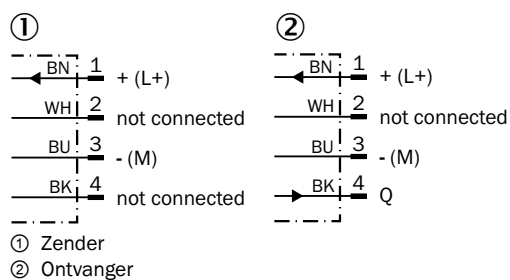 ①
BN 1 + (L+)
WH 2 not connected
BU 3 - (M)
BK 4 not connected
②
BN 1 + (L+)
WH 2 not connected
BU 3 - (M)
BK 4 Q
① Zender
② Ontvanger